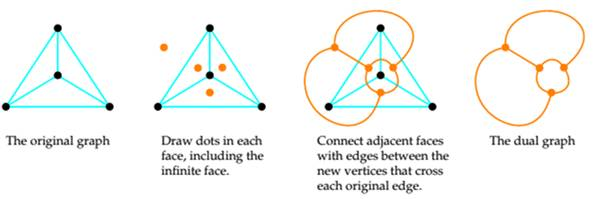 The original graph
Draw dots in each
face, including the
infinite face.
Connect adjacent faces
with edges between the
new vertices that cross
each original edge.
The dual graph